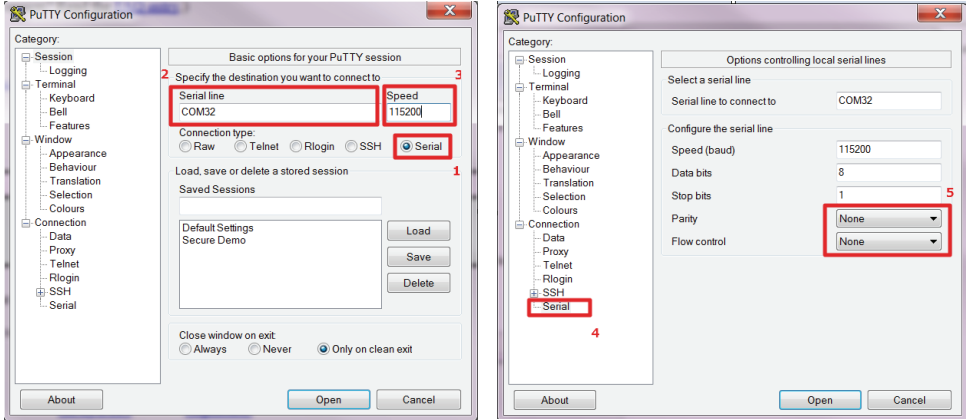 PuTTY Configuration
Category:
Session
Logging
Terminal
Keyboard
Bell
Features
Window
Appearance
Behaviour
Translation
Selection
Colours
Connection
Data
Proxy
Telnet
Rlogin
SSH
Serial
Basic options for your PuTTY session
2 Specify the destination you want to connect to 3
Serial line Speed
COM32 115200
Connection type:
Raw Telnet Rlogin SSH Serial
1
Load, save or delete a stored session
Saved Sessions
Default Settings
Secure Demo
Load
Save
Delete
Close window on exit:
Always Never Only on clean exit
About Open Cancel
PuTTY Configuration
Category:
Session
Logging
Terminal
Keyboard
Bell
Features
Window
Appearance
Behaviour
Translation
Selection
Colours
Connection
Data
Proxy
Telnet
Rlogin
SSH
Serial
4
Options controlling local serial lines
Select a serial line
Serial line to connect to COM32
Configure the serial line
Speed (baud) 115200
Data bits 8
Stop bits 1 5
Parity None
Flow control None
About Open Cancel